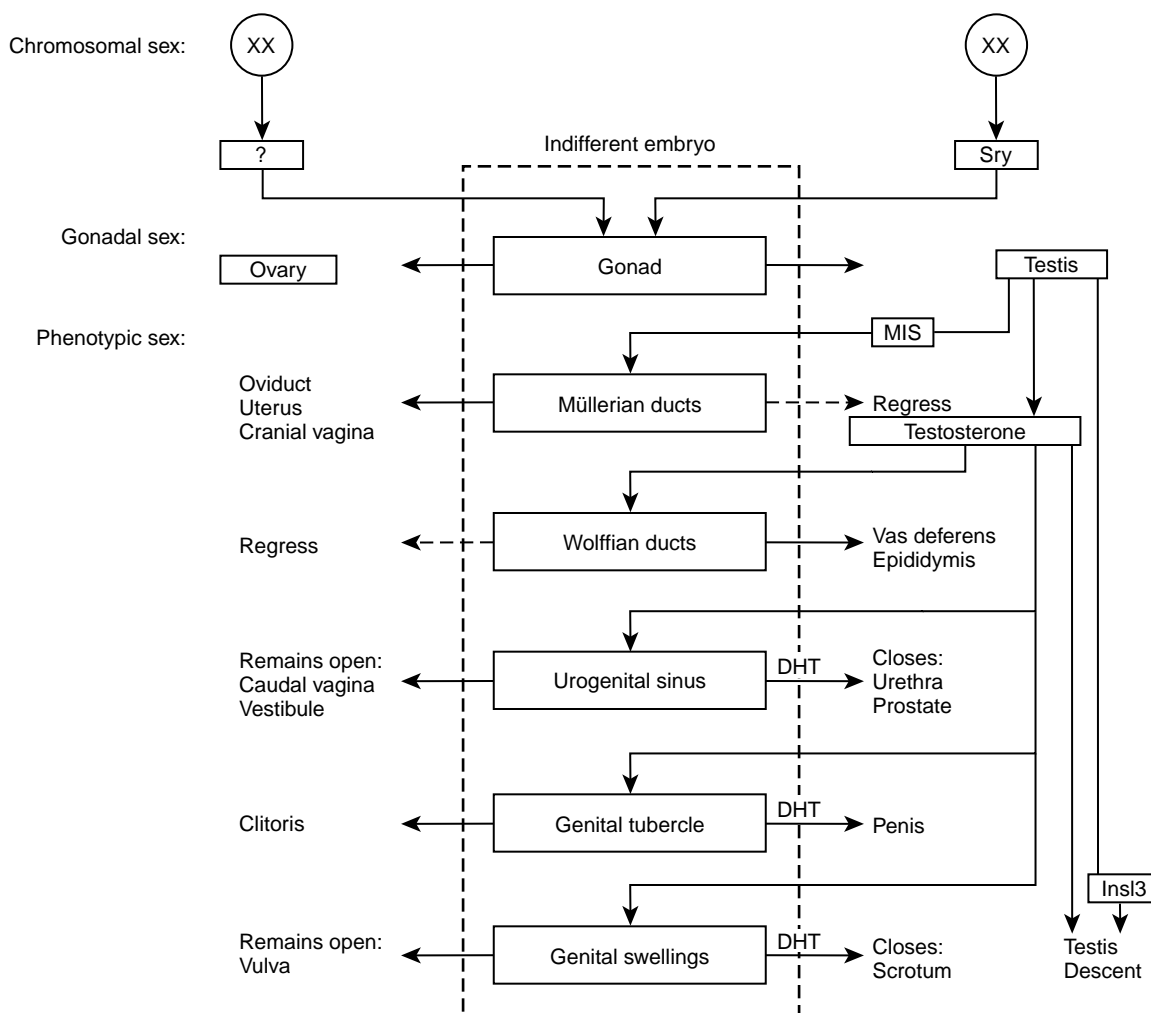 Chromosomal sex:
XX
XX
Indifferent embryo
?
Sry
Gonadal sex:
Ovary
Gonad
Testis
Phenotypic sex:
MIS
Oviduct
Uterus
Cranial vagina
Müllerian ducts
Regress
Testosterone
Regress
Wolffian ducts
Vas deferens
Epididymis
Remains open:
Caudal vagina
Vestibule
Urogenital sinus
DHT
Closes:
Urethra
Prostate
Clitoris
Genital tubercle
DHT
Penis
Insl3
Remains open:
Vulva
Genital swellings
DHT
Closes:
Scrotum
Testis
Descent